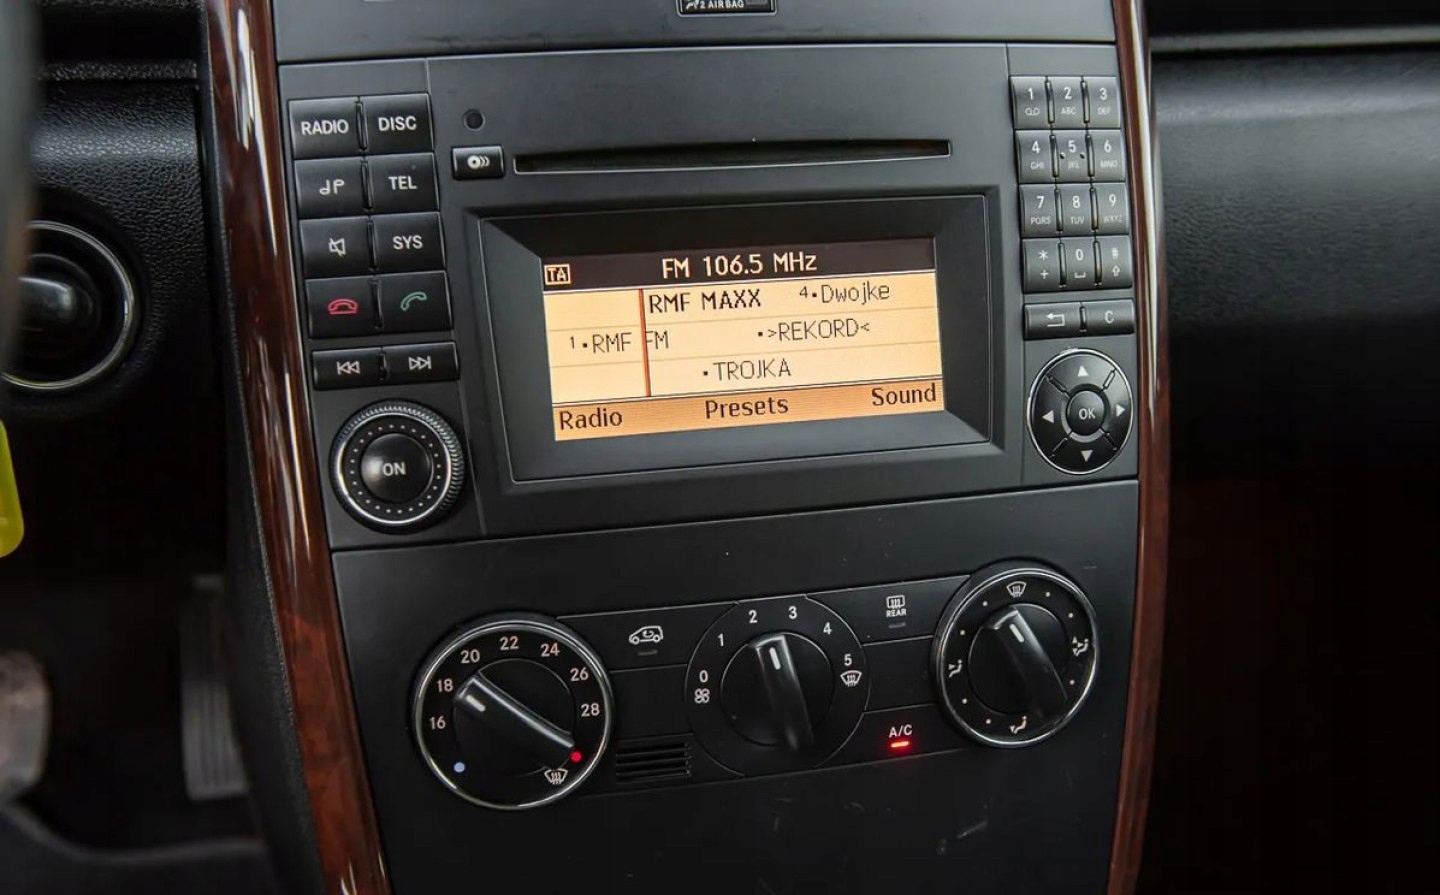 2 AIRBAG
RADIO DISC
TEL
SYS
ON
1 2 ABC 3 DEF
4 GHI 5 JKL 6 MNO
7 PQRS 8 TUV 9 WXYZ
* + 0 #
C
OK
TA FM 106.5 MHz
RMF MAXX 4•Dwojke
1•RMF FM •>REKORD<
•TROJKA
Radio Presets Sound
16 18 20 22 24 26 28
0 1 2 3 4 5
REAR
A/C